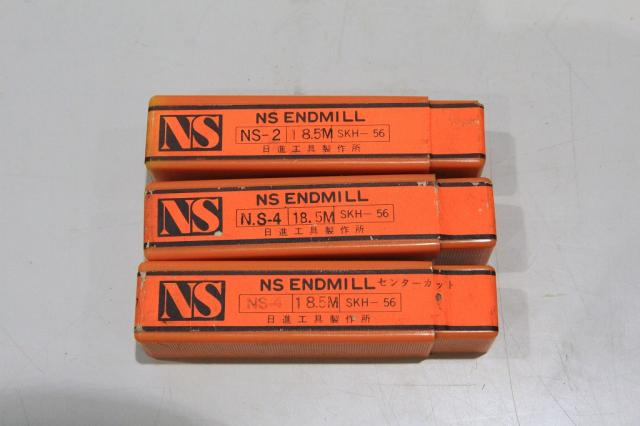 NS
NS ENDMILL
NS-2 18.5M SKH-56
日進工具製作所
NS
NS ENDMILL
N.S-4 18.5M SKH-56
日進工具製作所
NS
NS ENDMILL センターカット
NS-4 18.5M SKH-56
日進工具製作所